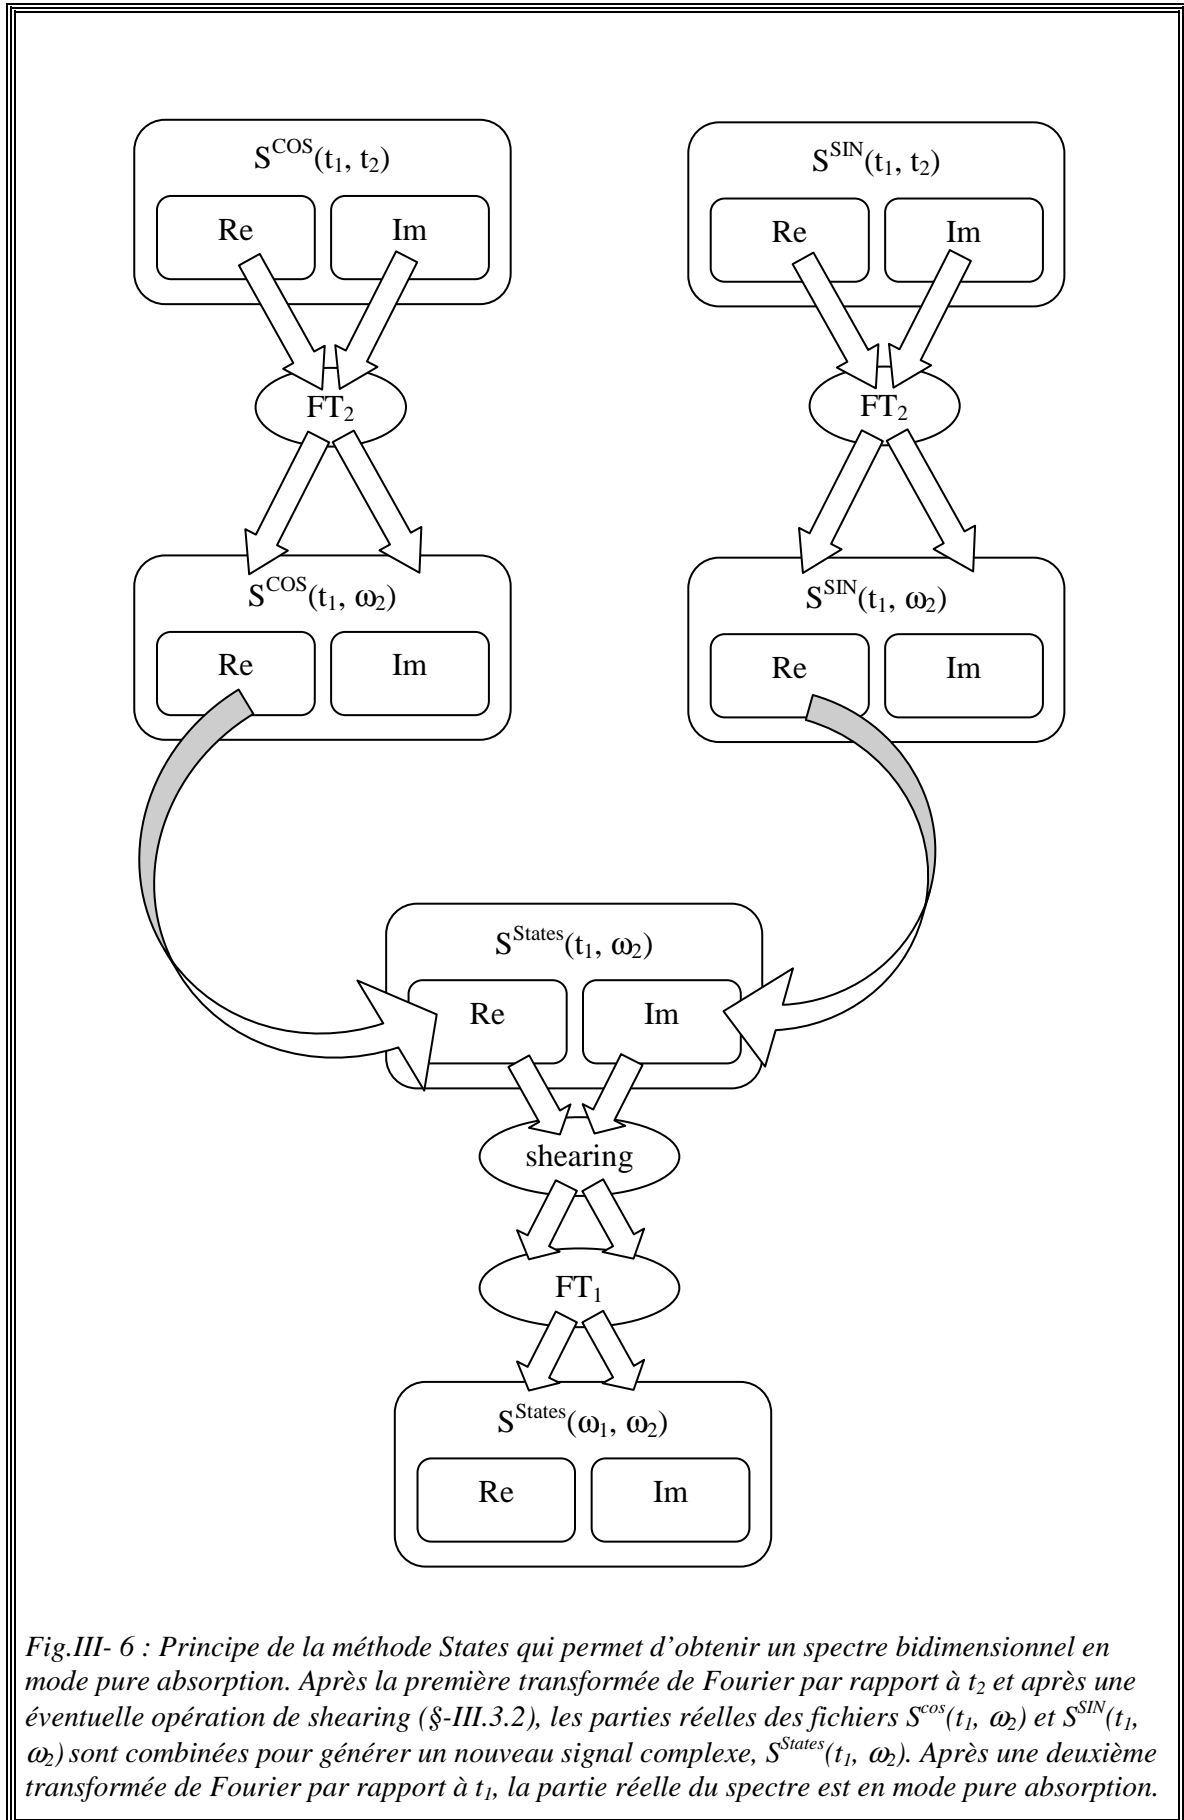 S^COS(t₁, t₂)
Re
Im
S^SIN(t₁, t₂)
Re
Im
FT₂
FT₂
S^COS(t₁, ω₂)
Re
Im
S^SIN(t₁, ω₂)
Re
Im
S^States(t₁, ω₂)
Re
Im
shearing
FT₁
S^States(ω₁, ω₂)
Re
Im
Fig.III- 6 : Principe de la méthode States qui permet d’obtenir un spectre bidimensionnel en
mode pure absorption. Après la première transformée de Fourier par rapport à t₂ et après une
éventuelle opération de shearing (§-III.3.2), les parties réelles des fichiers S^cos(t₁, ω₂) et S^SIN(t₁,
ω₂) sont combinées pour générer un nouveau signal complexe, S^States(t₁, ω₂). Après une deuxième
transformée de Fourier par rapport à t₁, la partie réelle du spectre est en mode pure absorption.